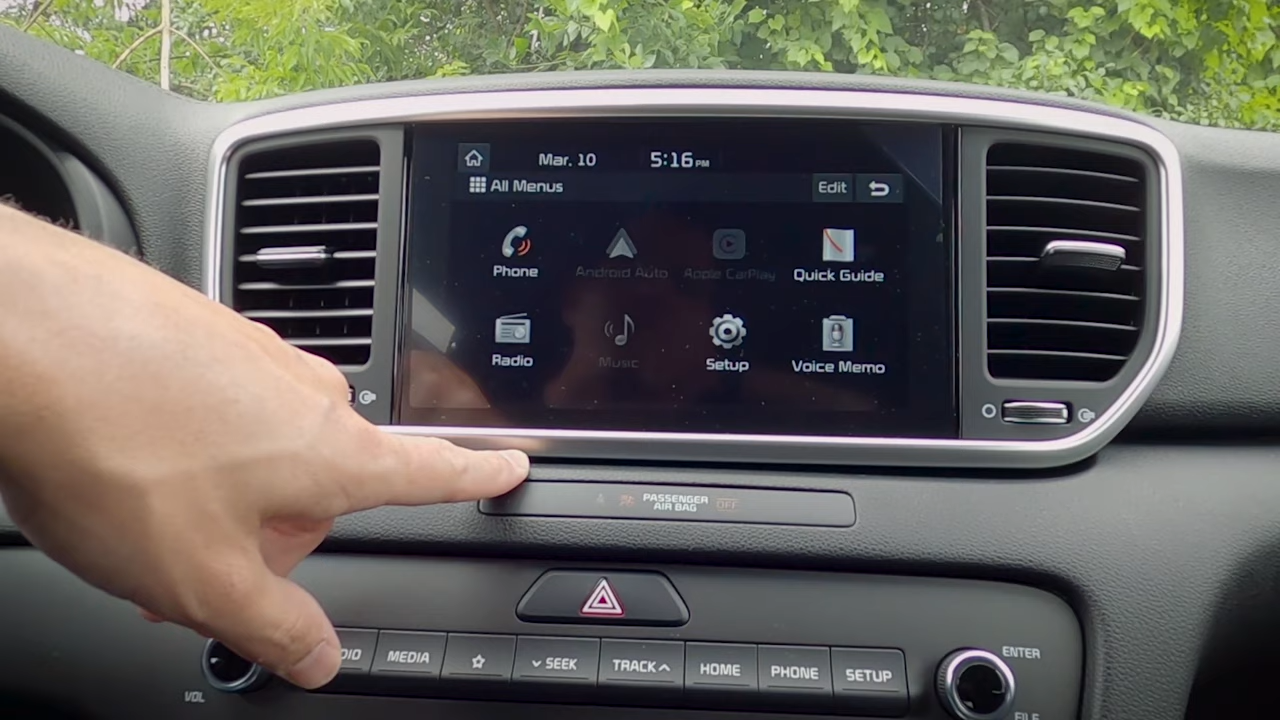 Mar. 10 5:16 PM
All Menus Edit
Phone Android Auto Apple CarPlay Quick Guide
Radio Music Setup Voice Memo
PASSENGER
AIR BAG OFF
MEDIA SEEK TRACK HOME PHONE SETUP
VOL ENTER